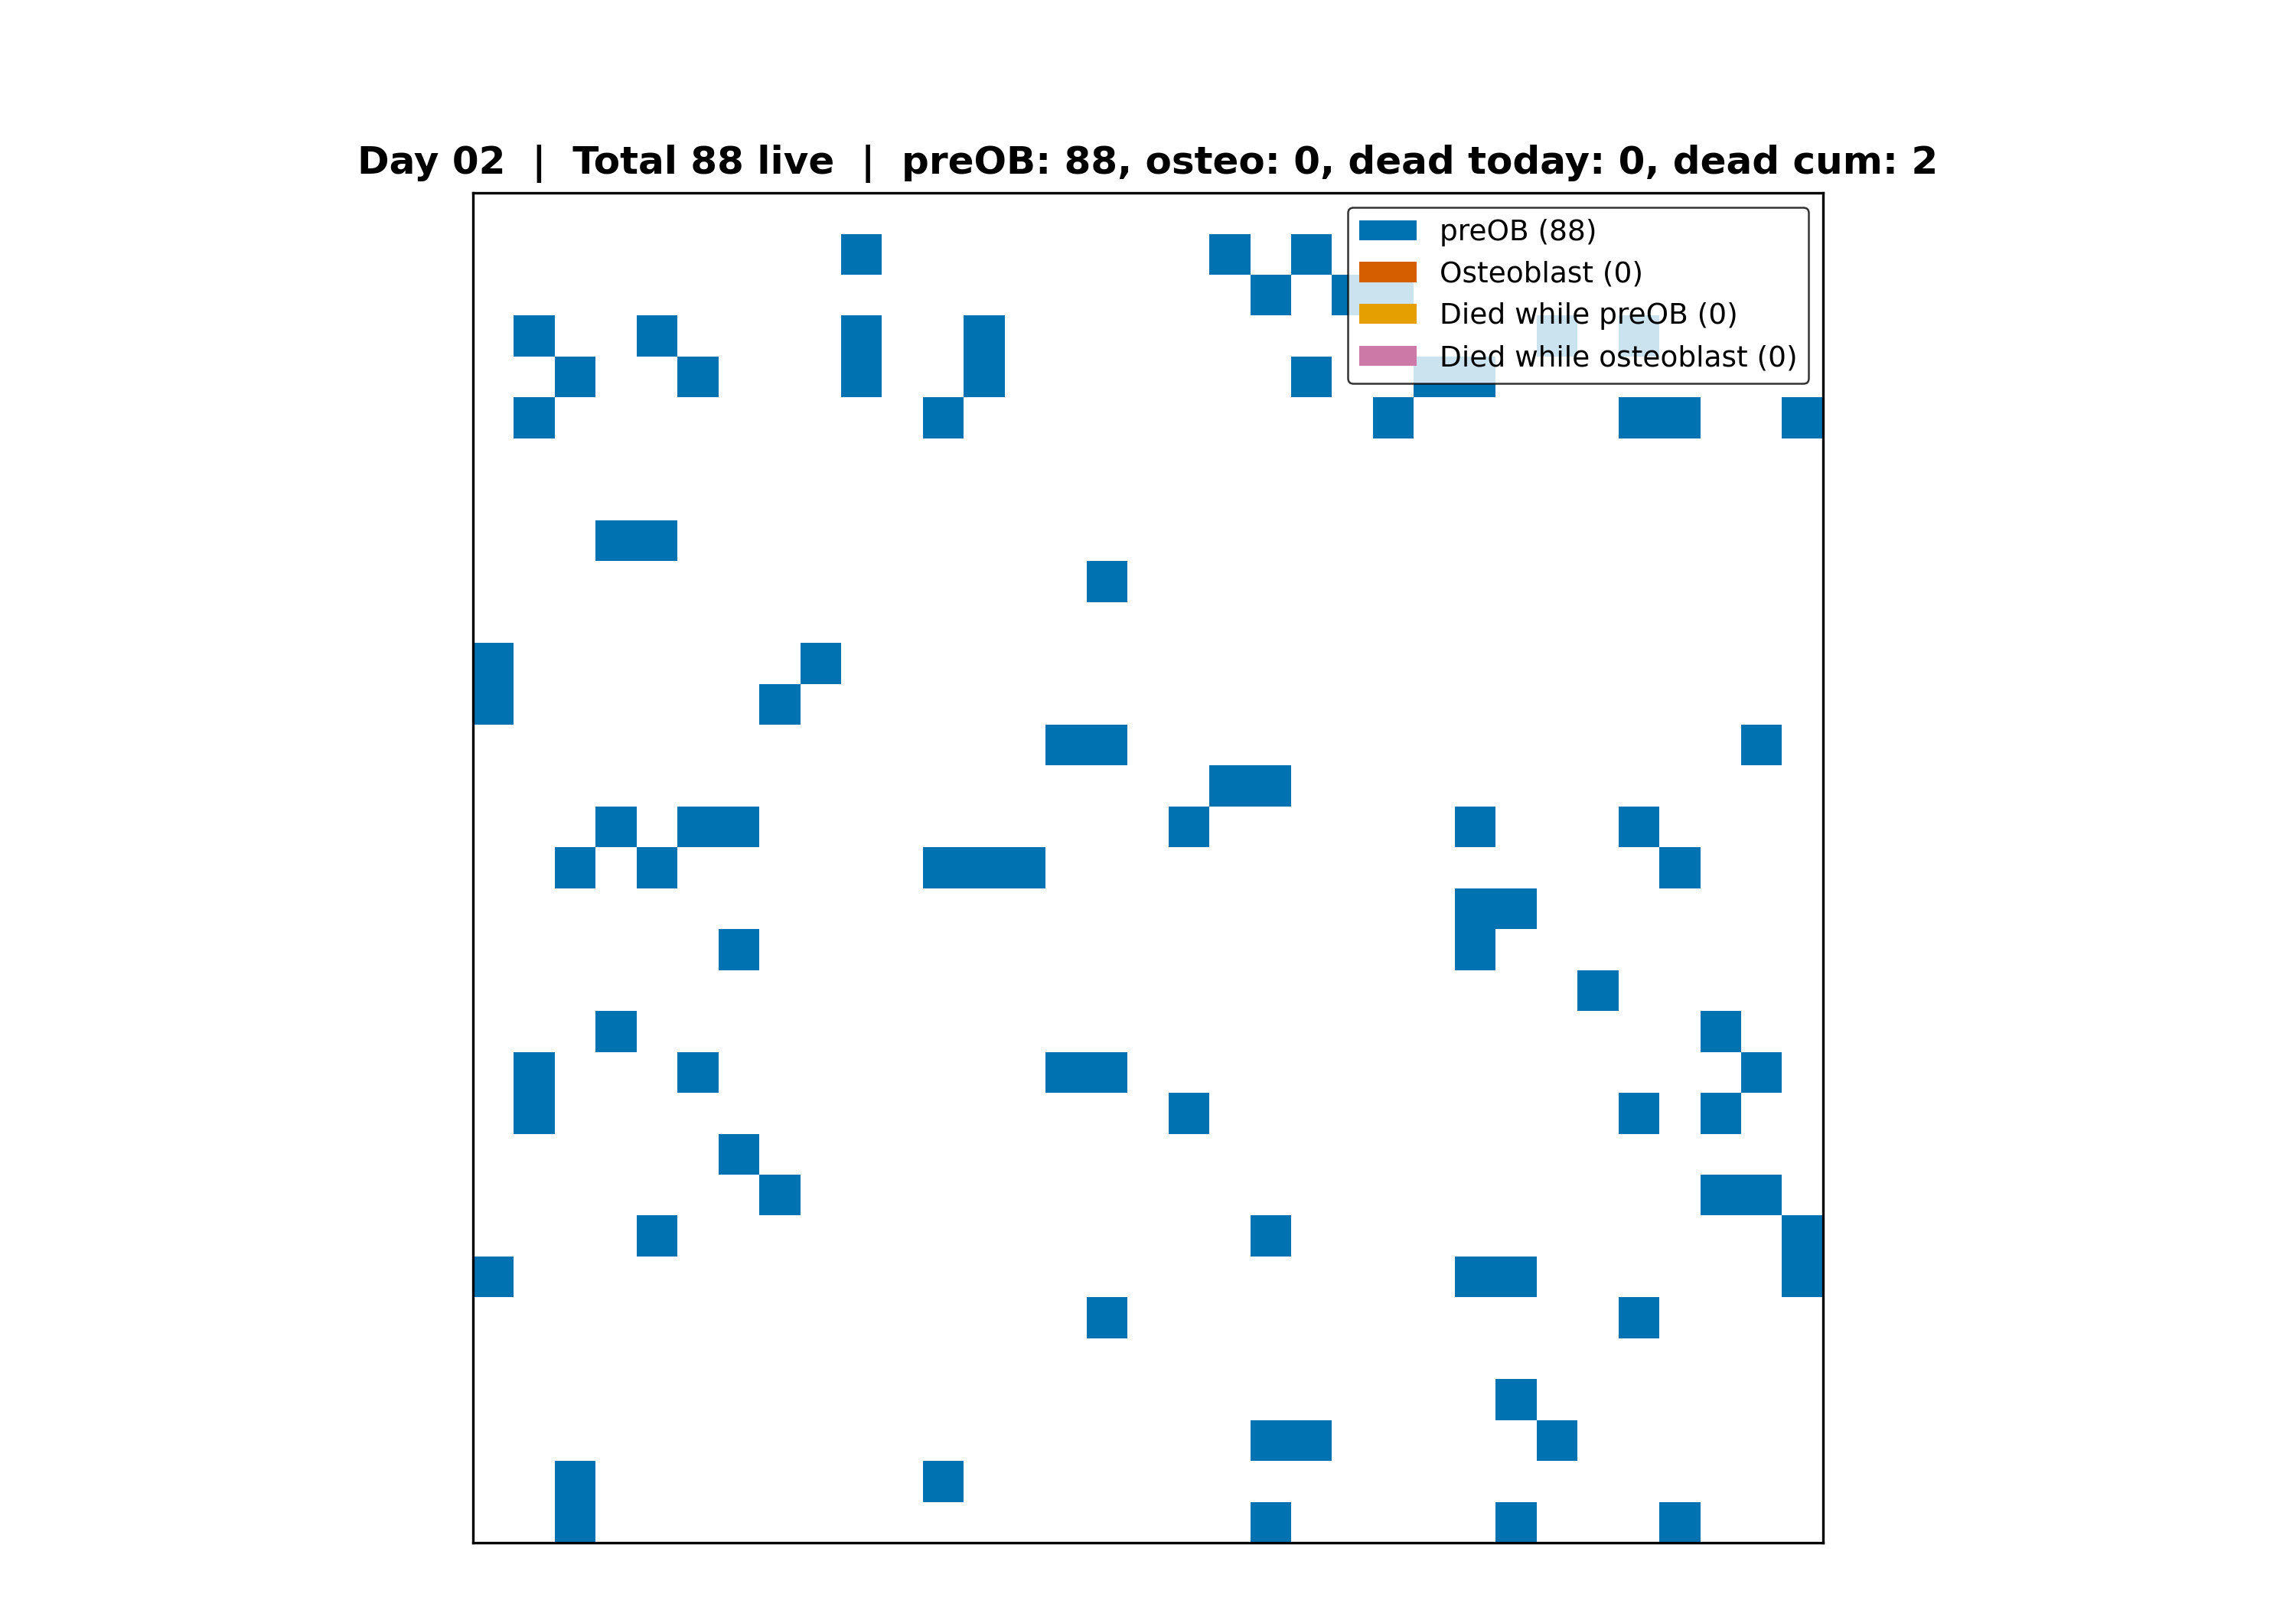 Day 02 | Total 88 live | preOB: 88, osteo: 0, dead today: 0, dead cum: 2
preOB (88)
Osteoblast (0)
Died while preOB (0)
Died while osteoblast (0)